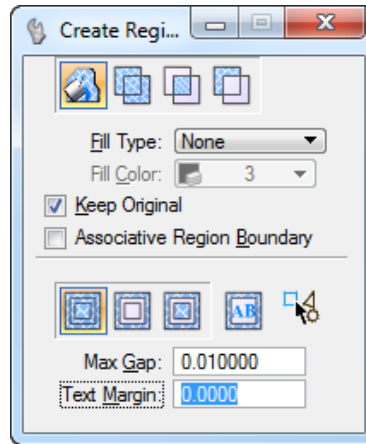 Create Regi...
Fill Type: None
Fill Color: 3
Keep Original
Associative Region Boundary
AB
Max Gap: 0.010000
Text Margin: 0.0000